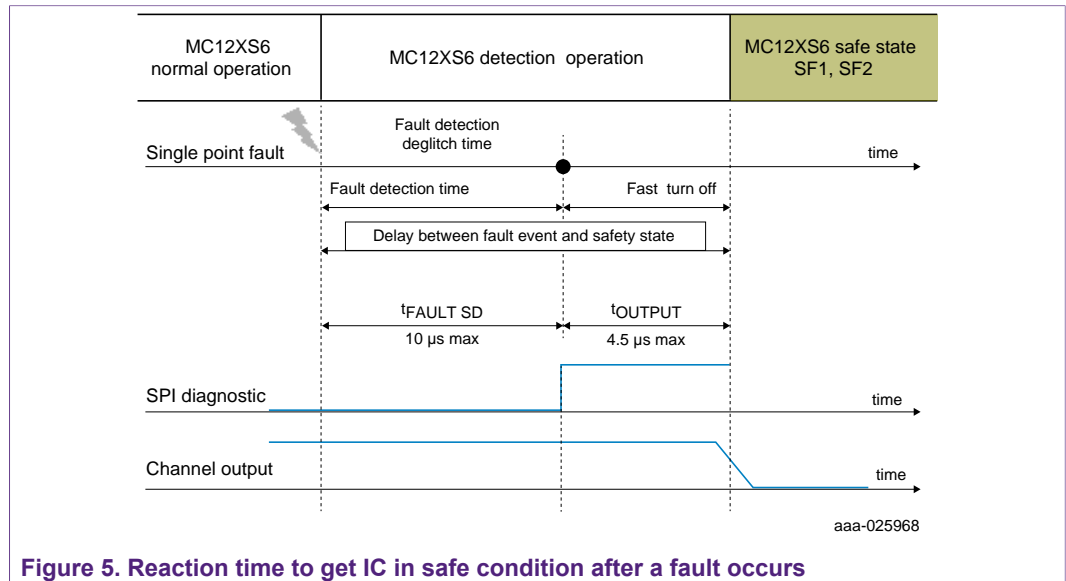 MC12XS6
normal operation
MC12XS6 detection operation
MC12XS6 safe state
SF1, SF2
Fault detection
deglitch time
Single point fault
time
Fault detection time
Fast turn off
Delay between fault event and safety state
tFAULT SD
tOUTPUT
10 µs max
4.5 µs max
SPI diagnostic
time
Channel output
time
aaa-025968
Figure 5. Reaction time to get IC in safe condition after a fault occurs